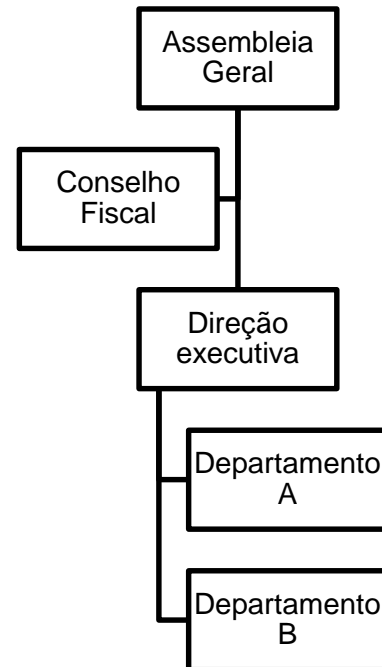 Assembleia
Geral
Conselho
Fiscal
Direção
executiva
Departamento
A
Departamento
B